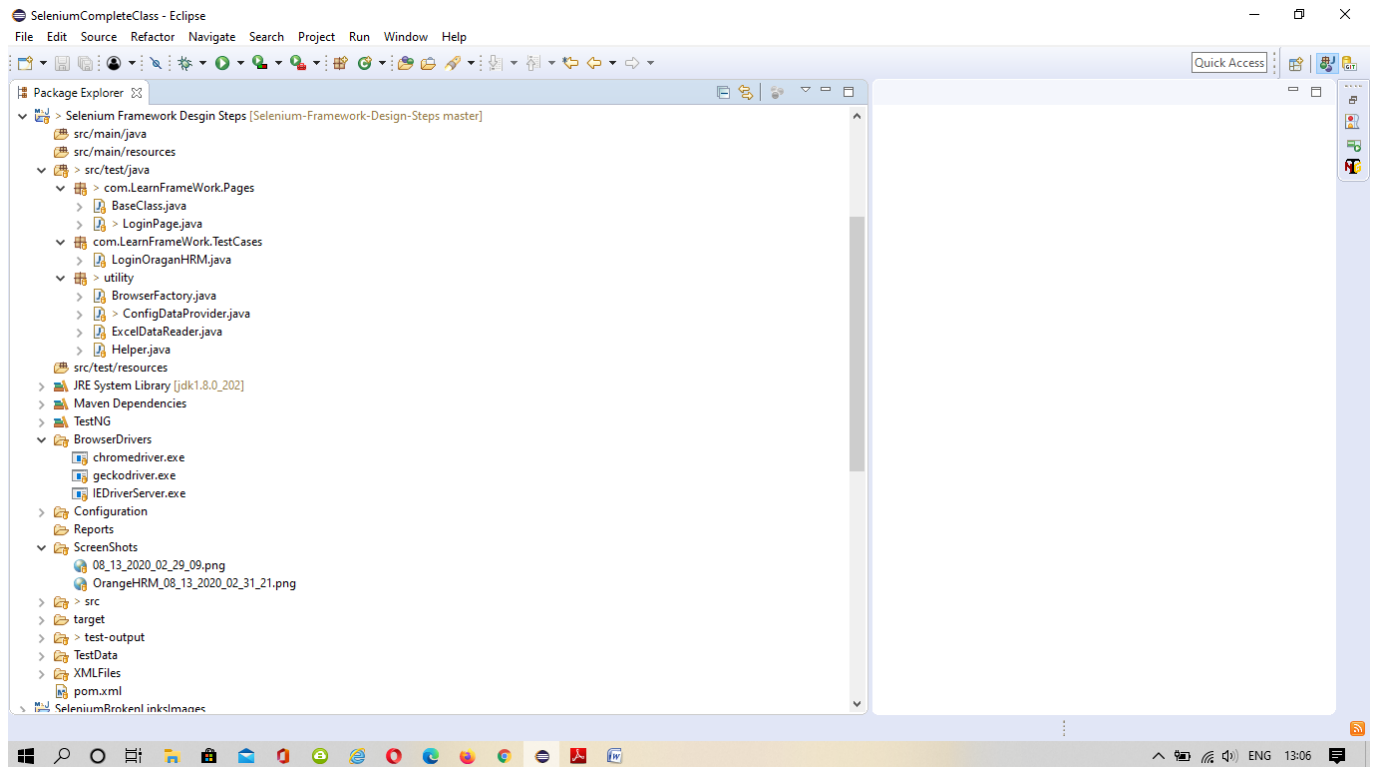 SeleniumCompleteClass - Eclipse
File Edit Source Refactor Navigate Search Project Run Window Help
Quick Access
Package Explorer
> Selenium Framework Desgin Steps [Selenium-Framework-Design-Steps master]
src/main/java
src/main/resources
> src/test/java
> com.LearnFrameWork.Pages
BaseClass.java
> LoginPage.java
com.LearnFrameWork.TestCases
LoginOraganHRM.java
> utility
BrowserFactory.java
> ConfigDataProvider.java
ExcelDataReader.java
Helper.java
src/test/resources
JRE System Library [jdk1.8.0_202]
Maven Dependencies
TestNG
BrowserDrivers
chromedriver.exe
geckodriver.exe
IEDriverServer.exe
Configuration
Reports
ScreenShots
08_13_2020_02_29_09.png
OrangeHRM_08_13_2020_02_31_21.png
> src
target
> test-output
TestData
XMLFiles
pom.xml
SeleniumBrokenLinksImages
ENG 13:06